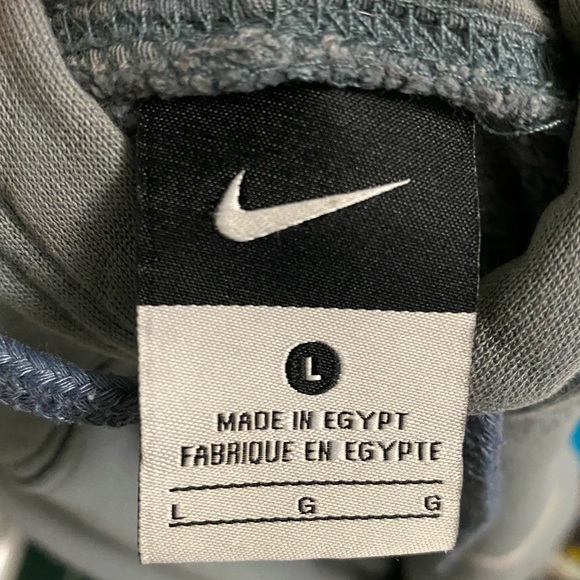 L
MADE IN EGYPT
FABRIQUE EN EGYPTE
L G G